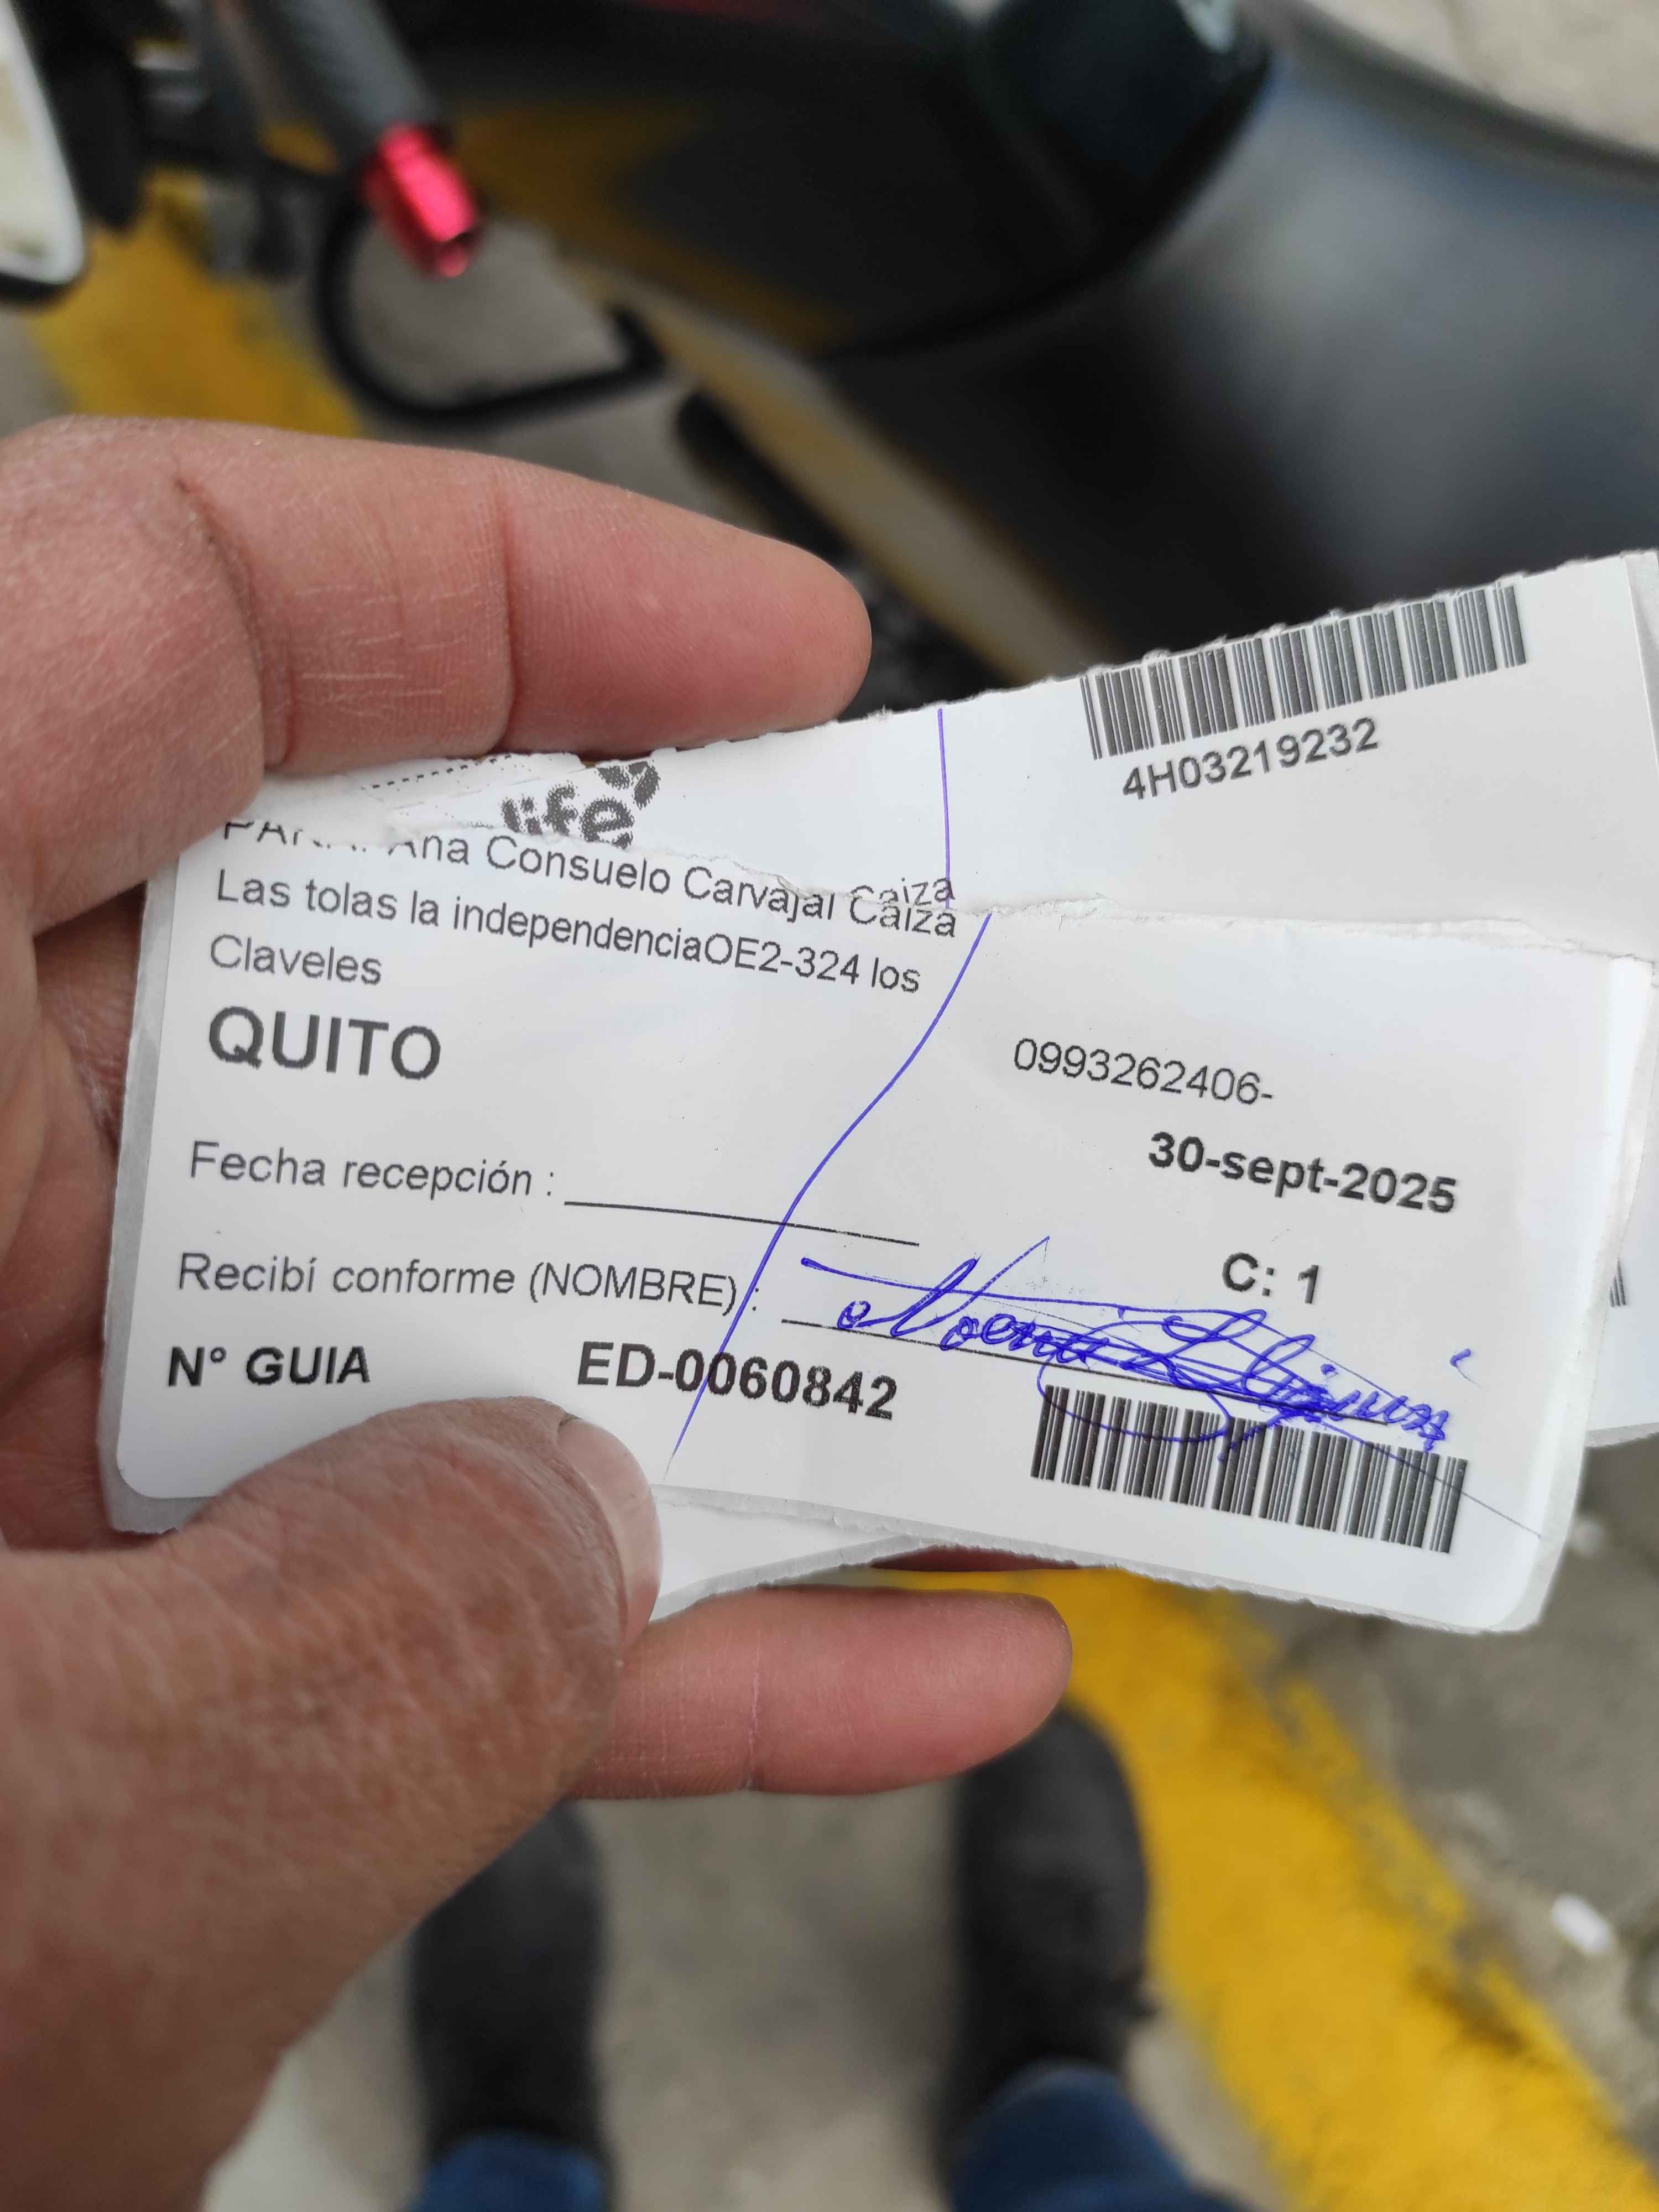 4H03219232
life
Ana Consuelo Carvajal Caiza
Caiza
Las tolas la independenciaOE2-324 los
Claveles
QUITO
0993262406-
30-sept-2025
Fecha recepción :
C: 1
Recibí conforme (NOMBRE) :
N° GUIA ED-0060842